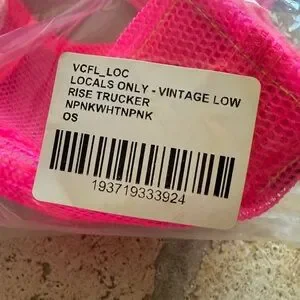 VCFL_LOC
LOCALS ONLY - VINTAGE LOW
RISE TRUCKER
NPNKWHTNPNK
OS
193719333924